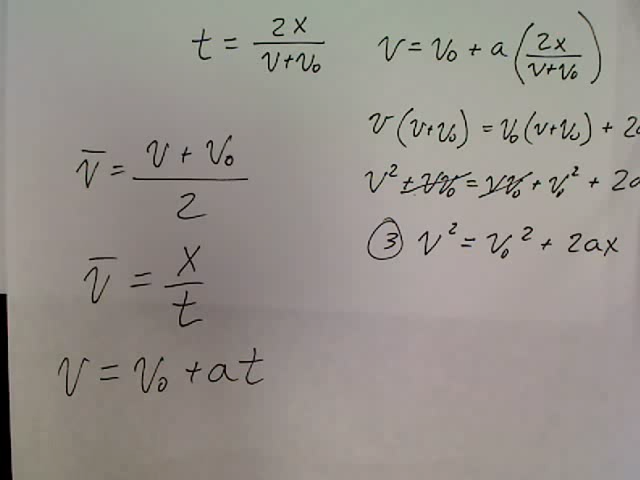 t = 2x / (v+v₀)
v = v₀ + a (2x / (v+v₀))
v (v+v₀) = v₀ (v+v₀) + 2a
v² + vv₀ = vv₀ + v₀² + 2a
③ v² = v₀² + 2ax
v̅ = (v + v₀) / 2
v̅ = x / t
v = v₀ + at